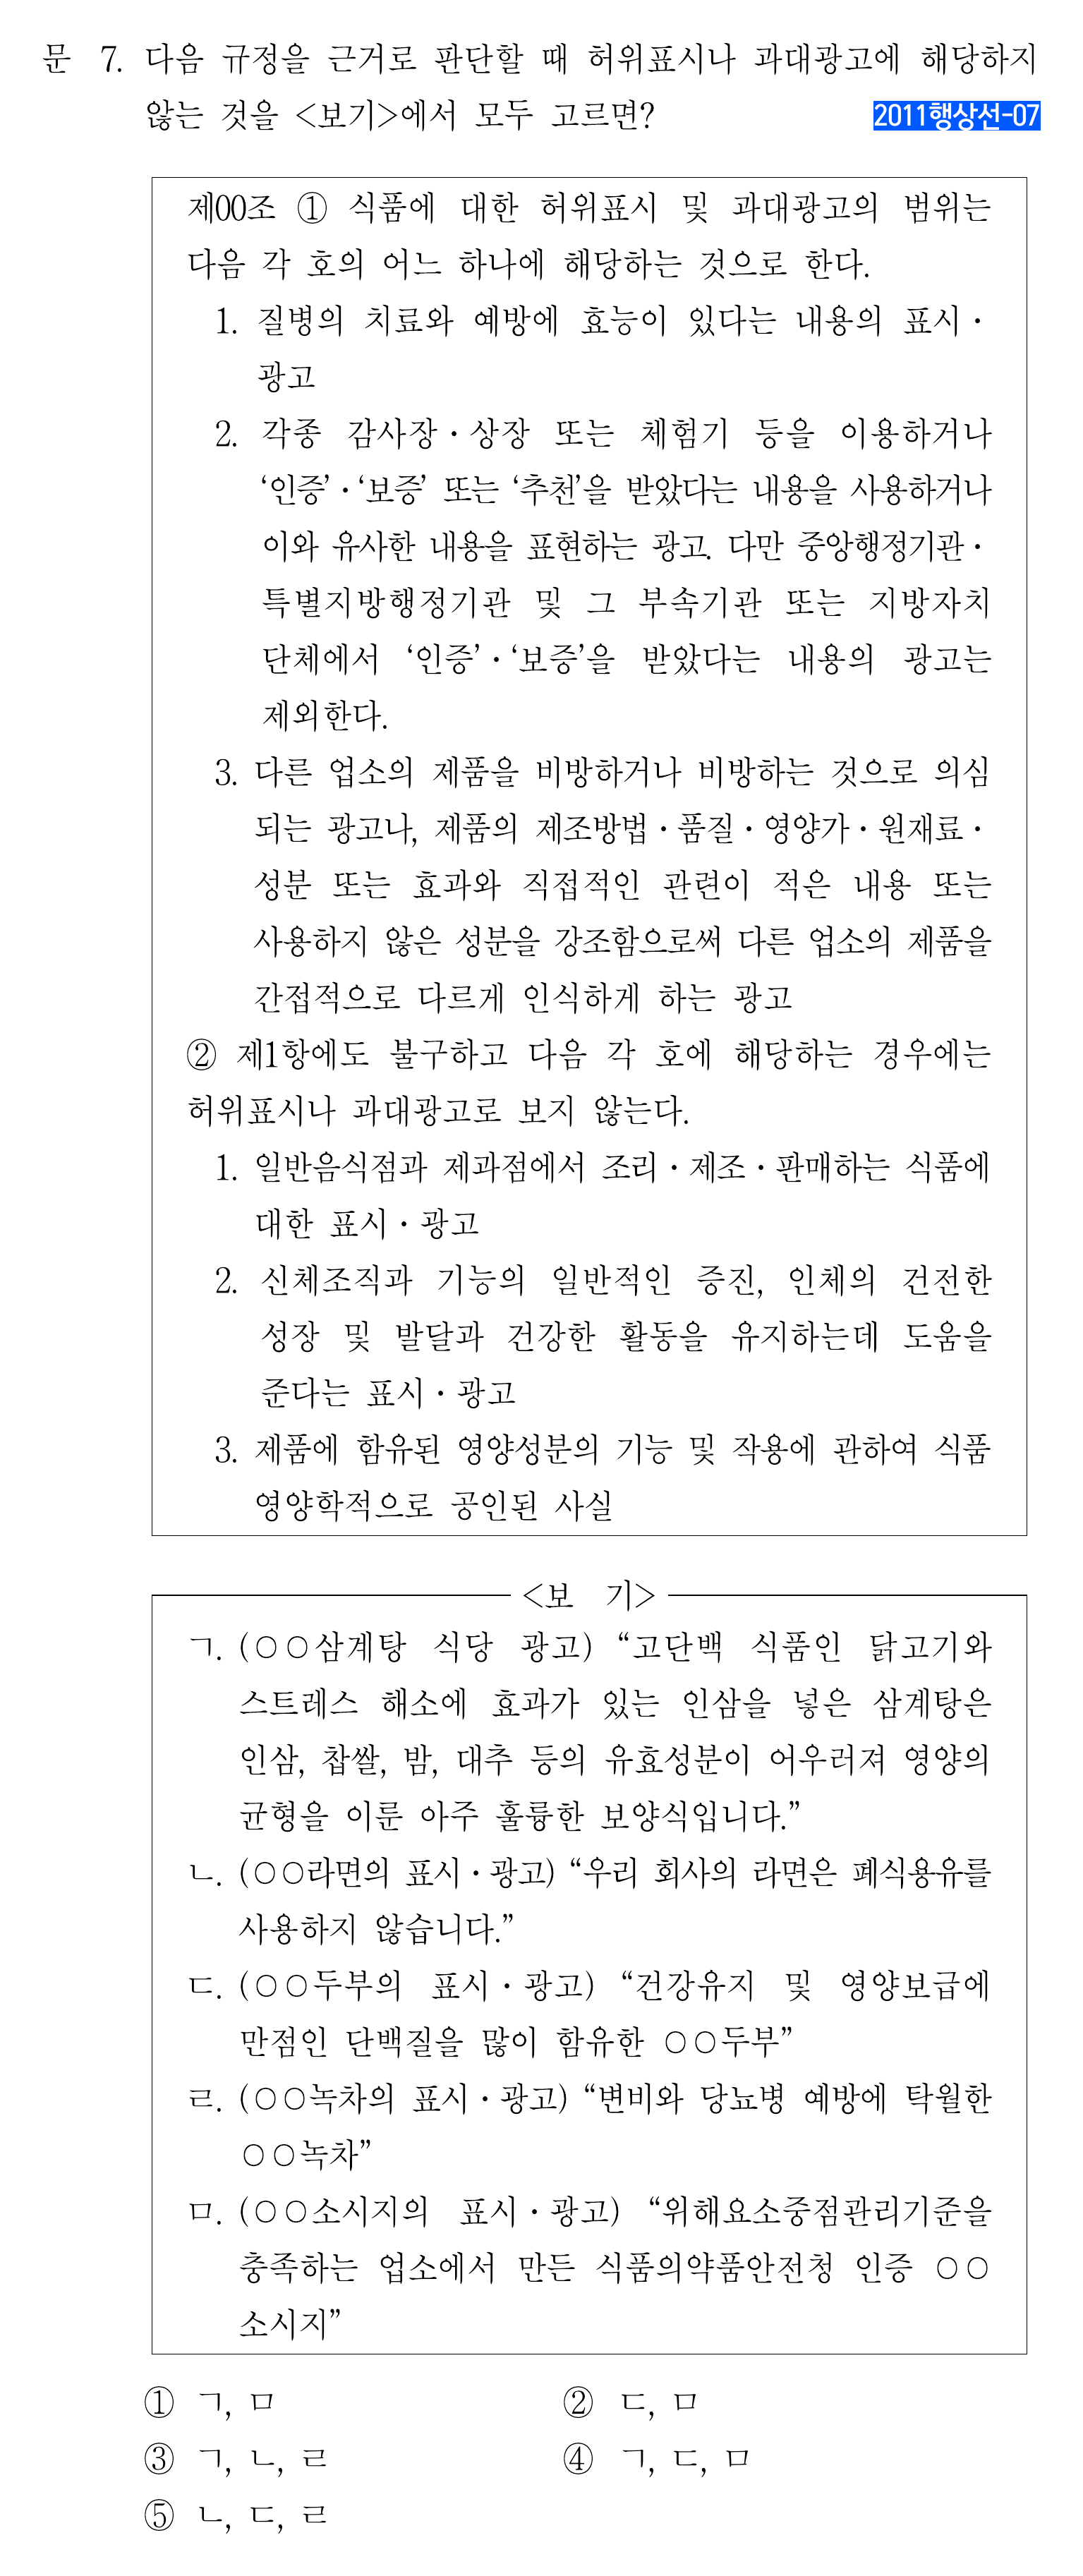 문 7. 다음 규정을 근거로 판단할 때 허위표시나 과대광고에 해당하지
않는 것을 <보기>에서 모두 고르면?
2011행상선-07
제00조 ① 식품에 대한 허위표시 및 과대광고의 범위는
다음 각 호의 어느 하나에 해당하는 것으로 한다.
1. 질병의 치료와 예방에 효능이 있다는 내용의 표시·
광고
2. 각종 감사장·상장 또는 체험기 등을 이용하거나
‘인증’·‘보증’ 또는 ‘추천’을 받았다는 내용을 사용하거나
이와 유사한 내용을 표현하는 광고. 다만 중앙행정기관·
특별지방행정기관 및 그 부속기관 또는 지방자치
단체에서 ‘인증’·‘보증’을 받았다는 내용의 광고는
제외한다.
3. 다른 업소의 제품을 비방하거나 비방하는 것으로 의심
되는 광고나, 제품의 제조방법·품질·영양가·원재료·
성분 또는 효과와 직접적인 관련이 적은 내용 또는
사용하지 않은 성분을 강조함으로써 다른 업소의 제품을
간접적으로 다르게 인식하게 하는 광고
② 제1항에도 불구하고 다음 각 호에 해당하는 경우에는
허위표시나 과대광고로 보지 않는다.
1. 일반음식점과 제과점에서 조리·제조·판매하는 식품에
대한 표시·광고
2. 신체조직과 기능의 일반적인 증진, 인체의 건전한
성장 및 발달과 건강한 활동을 유지하는데 도움을
준다는 표시·광고
3. 제품에 함유된 영양성분의 기능 및 작용에 관하여 식품
영양학적으로 공인된 사실
<보 기>
ㄱ. (○○삼계탕 식당 광고) “고단백 식품인 닭고기와
스트레스 해소에 효과가 있는 인삼을 넣은 삼계탕은
인삼, 찹쌀, 밤, 대추 등의 유효성분이 어우러져 영양의
균형을 이룬 아주 훌륭한 보양식입니다.”
ㄴ. (○○라면의 표시·광고) “우리 회사의 라면은 폐식용유를
사용하지 않습니다.”
ㄷ. (○○두부의 표시·광고) “건강유지 및 영양보급에
만점인 단백질을 많이 함유한 ○○두부”
ㄹ. (○○녹차의 표시·광고) “변비와 당뇨병 예방에 탁월한
○○녹차”
ㅁ. (○○소시지의 표시·광고) “위해요소중점관리기준을
충족하는 업소에서 만든 식품의약품안전청 인증 ○○
소시지”
① ㄱ, ㅁ ② ㄷ, ㅁ
③ ㄱ, ㄴ, ㄹ ④ ㄱ, ㄷ, ㅁ
⑤ ㄴ, ㄷ, ㄹ